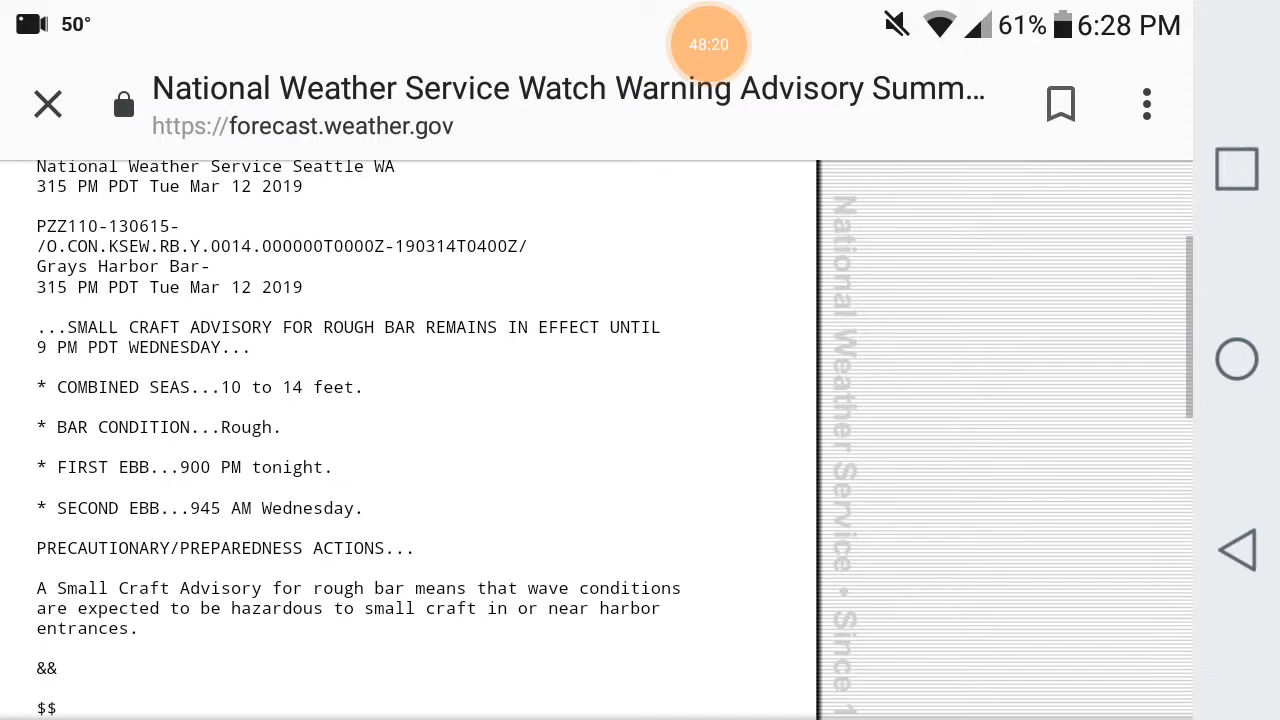 50°
48:20
61%
6:28 PM
National Weather Service Watch Warning Advisory Summ...
https://forecast.weather.gov
National Weather Service Seattle WA
315 PM PDT Tue Mar 12 2019
PZZ110-130615-
/O.CON.KSEW.RB.Y.0014.000000T0000Z-190314T0400Z/
Grays Harbor Bar-
315 PM PDT Tue Mar 12 2019
...SMALL CRAFT ADVISORY FOR ROUGH BAR REMAINS IN EFFECT UNTIL
9 PM PDT WEDNESDAY...
* COMBINED SEAS...10 to 14 feet.
* BAR CONDITION...Rough.
* FIRST EBB...900 PM tonight.
* SECOND EBB...945 AM Wednesday.
PRECAUTIONARY/PREPAREDNESS ACTIONS...
A Small Craft Advisory for rough bar means that wave conditions
are expected to be hazardous to small craft in or near harbor
entrances.
&&
$$
National Weather Service • Since 1